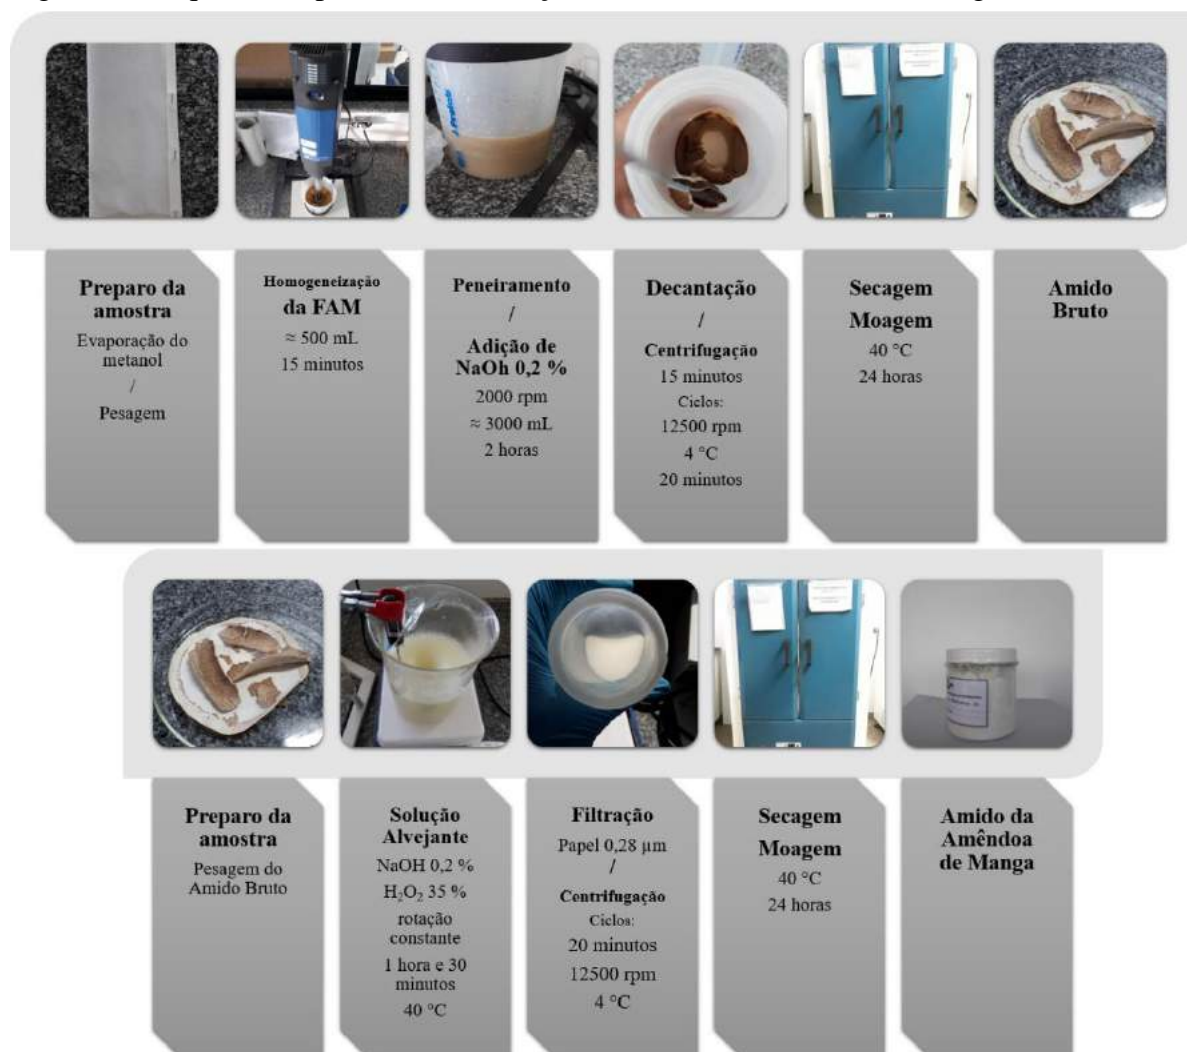 Preparo da
amostra
Evaporação do
metanol
/
Pesagem
Homogeneização
da FAM
≈ 500 mL
15 minutos
Peneiramento
/
Adição de
NaOh 0,2 %
2000 rpm
≈ 3000 mL
2 horas
Decantação
/
Centrifugação
15 minutos
Ciclos:
12500 rpm
4 °C
20 minutos
Secagem
Moagem
40 °C
24 horas
Amido
Bruto
Preparo da
amostra
Pesagem do
Amido Bruto
Solução
Alvejante
NaOH 0,2 %
H₂O₂ 35 %
rotação
constante
1 hora e 30
minutos
40 °C
Filtração
Papel 0,28 µm
/
Centrifugação
Ciclos:
20 minutos
12500 rpm
4 °C
Secagem
Moagem
40 °C
24 horas
Amido da
Amêndoa
de Manga